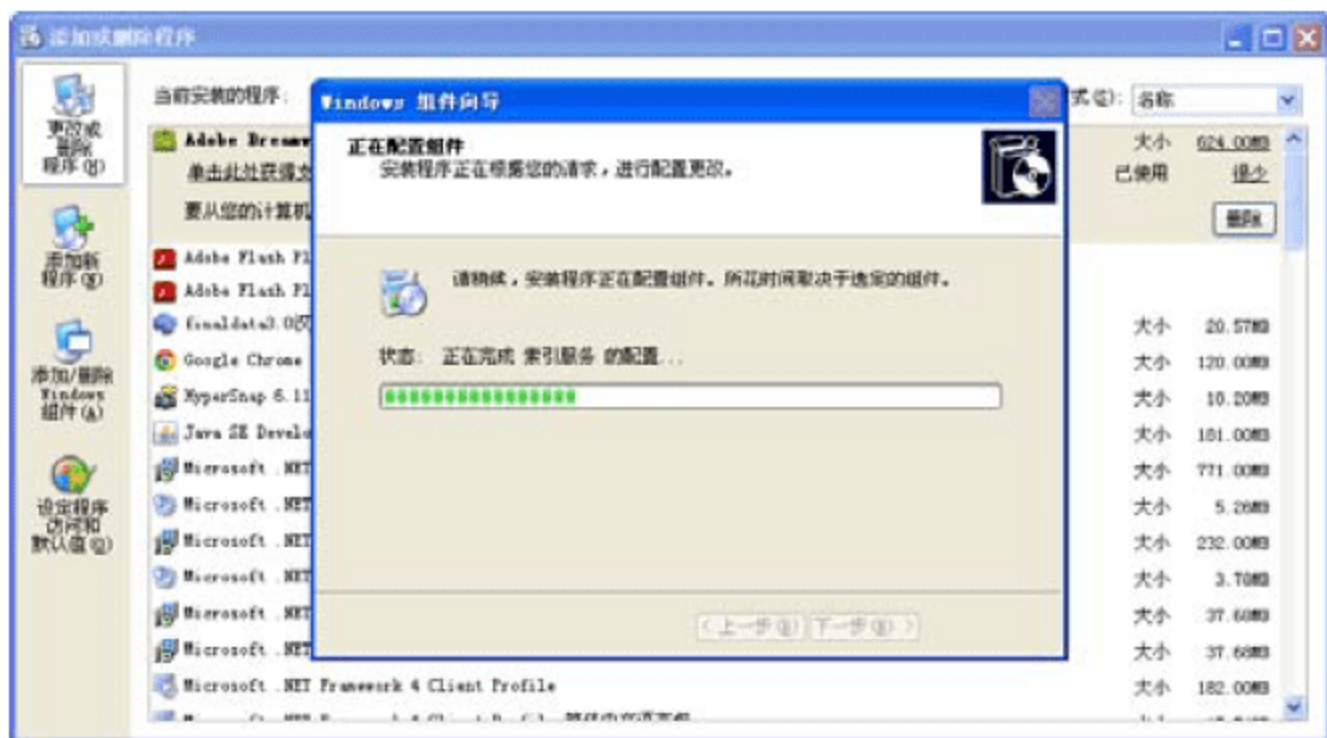 添加或删除程序
更改或
删除
程序(H)
添加新
程序(N)
添加/删除
Windows
组件(A)
设定程序
访问和
默认值(O)
当前安装的程序:
式(S): 名称
Adobe Dreamw
大小 624.00MB
单击此处获得支
已使用 很少
要从您的计算机
删除
Adobe Flash Pl
Adobe Flash Pl
finaldata3.0汉
大小 20.57MB
Google Chrome
大小 120.00MB
HyperSnap 6.11
大小 10.20MB
Java SE Develo
大小 181.00MB
Microsoft .NET
大小 771.00MB
Microsoft .NET
大小 5.26MB
Microsoft .NET
大小 232.00MB
Microsoft .NET
大小 3.78MB
Microsoft .NET
大小 37.68MB
Microsoft .NET
大小 37.68MB
Microsoft .NET Framework 4 Client Profile
大小 182.00MB
Windows 组件向导
正在配置组件
安装程序正在根据您的请求，进行配置更改。
请稍候，安装程序正在配置组件。所花时间取决于选定的组件。
状态: 正在完成 索引服务 的配置...
<上一步(B) 下一步(N)>